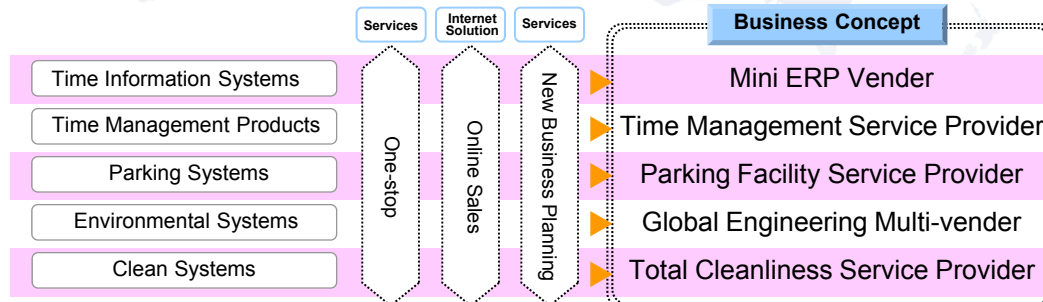 Services
Internet
Solution
Services
Business Concept
Time Information Systems
Mini ERP Vender
Time Management Products
Time Management Service Provider
Parking Systems
Parking Facility Service Provider
Environmental Systems
Global Engineering Multi-vender
Clean Systems
Total Cleanliness Service Provider
One-stop
Online Sales
New Business Planning